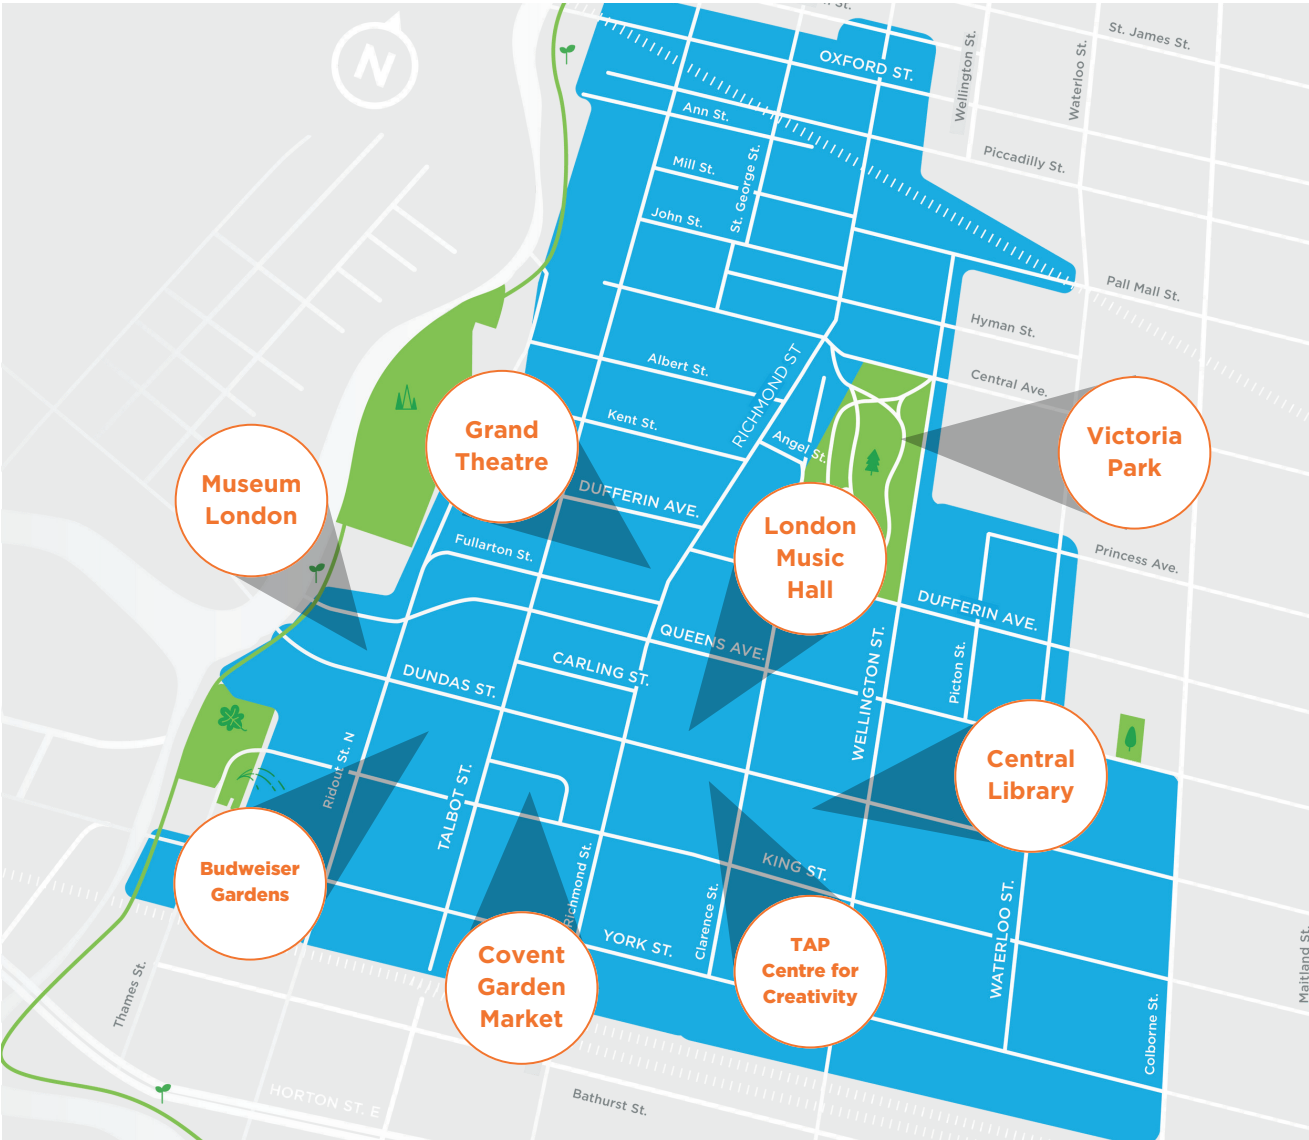 N
St.
St. James St.
OXFORD ST.
Wellington St.
Waterloo St.
Ann St.
Piccadilly St.
Mill St.
St. George St.
John St.
Pall Mall St.
Hyman St.
Albert St.
RICHMOND ST
Central Ave.
Kent St.
Angel St.
Grand
Theatre
Victoria
Park
Museum
London
DUFFERIN AVE.
London
Music
Hall
Fullarton St.
Princess Ave.
DUFFERIN AVE.
QUEENS AVE.
CARLING ST.
DUNDAS ST.
WELLINGTON ST.
Picton St.
Ridout St. N
TALBOT ST.
Central
Library
Budweiser
Gardens
Richmond St.
KING ST.
Clarence St.
YORK ST.
WATERLOO ST.
Covent
Garden
Market
TAP
Centre for
Creativity
Maitland St.
Thames St.
Colborne St.
HORTON ST. E
Bathurst St.